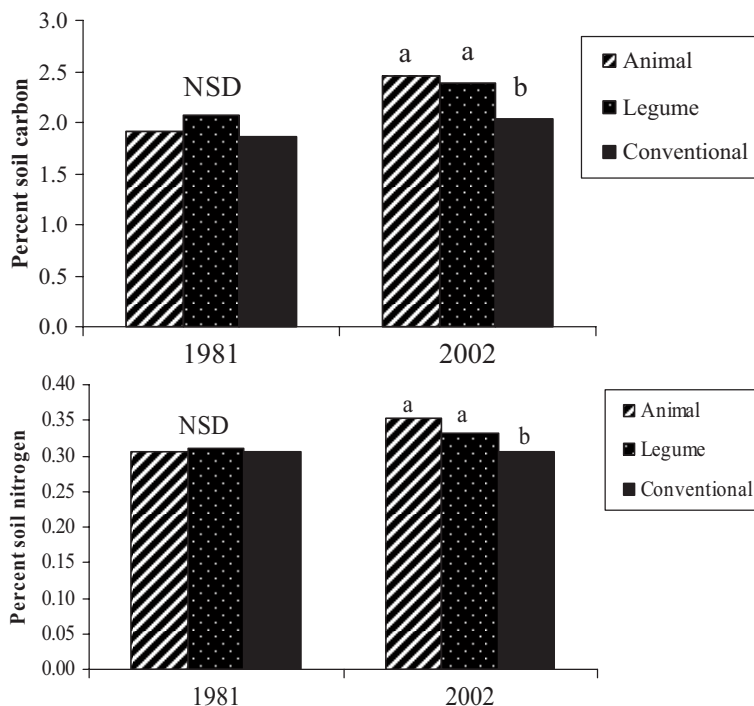 Percent soil carbon
3.0
2.5
2.0
1.5
1.0
0.5
0.0
NSD
a a
b
1981 2002
Animal
Legume
Conventional
Percent soil nitrogen
0.40
0.35
0.30
0.25
0.20
0.15
0.10
0.05
0.00
NSD
a a
b
1981 2002
Animal
Legume
Conventional